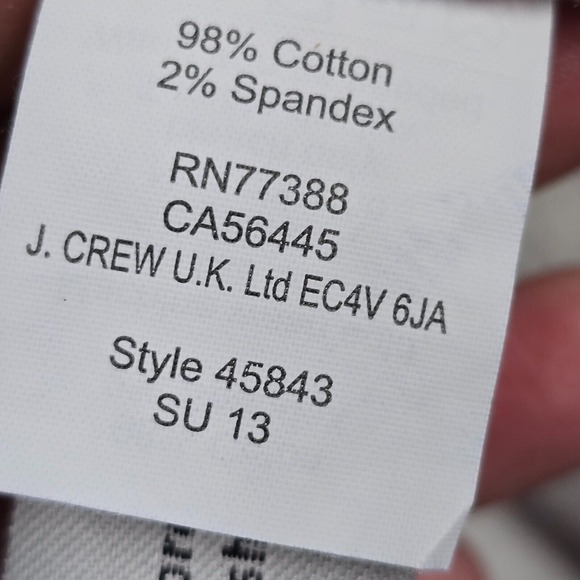 98% Cotton
2% Spandex
RN77388
CA56445
J. CREW U.K. Ltd EC4V 6JA
Style 45843
SU 13